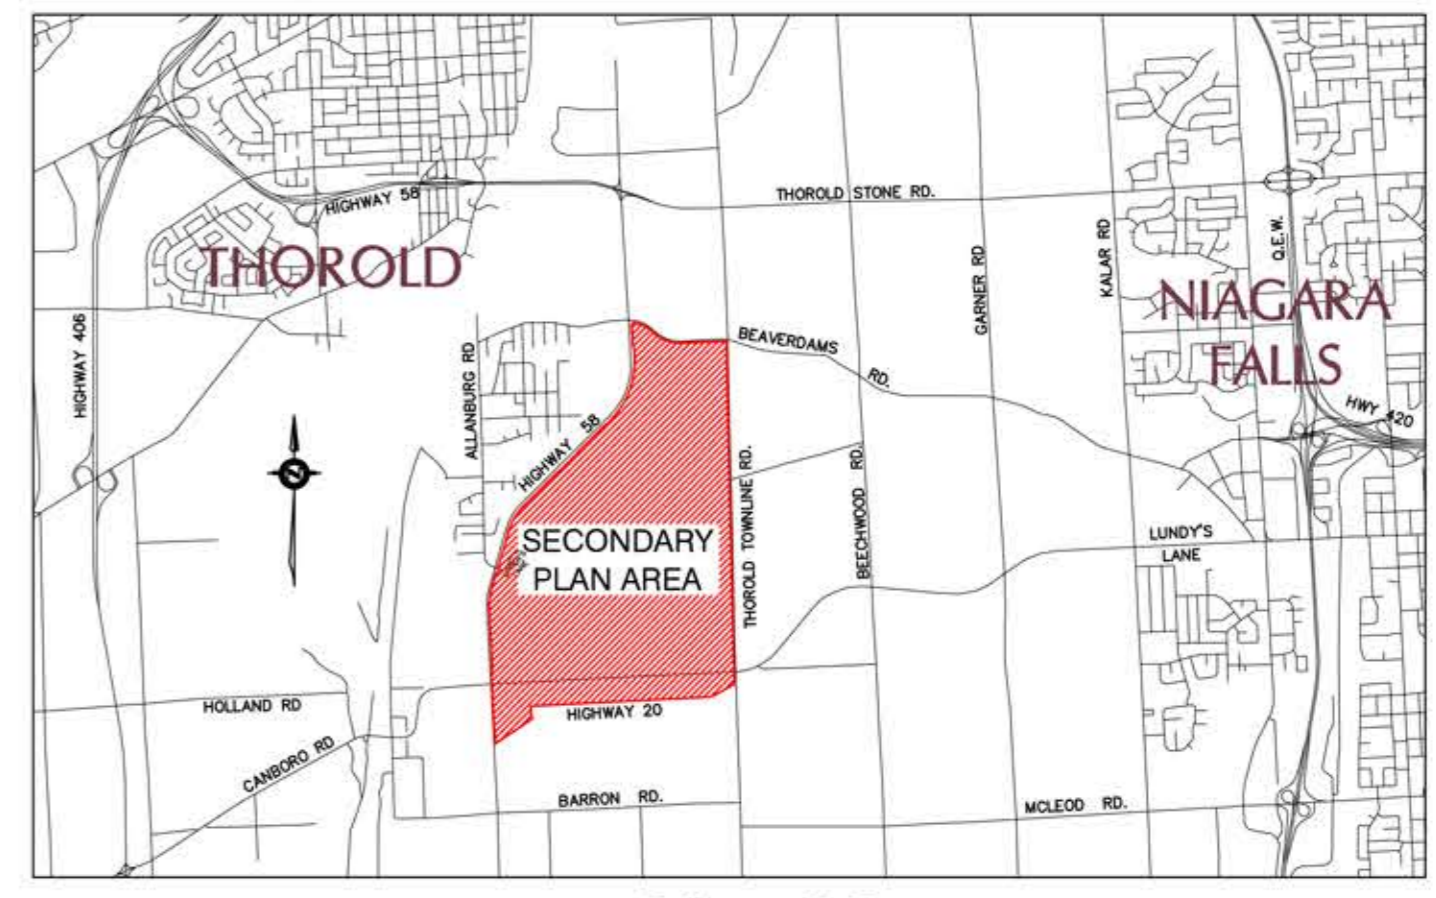 THOROLD STONE RD.
HIGHWAY 58
THOROLD
Q.E.W.
KALAR RD
GARNER RD
NIAGARA
FALLS
HIGHWAY 406
BEAVERDAMS
RD.
ALLANBURG RD
HWY 420
HIGHWAY 58
THOROLD TOWNLINE RD.
BEECHWOOD RD.
SECONDARY
PLAN AREA
LUNDY'S
LANE
N
HOLLAND RD
HIGHWAY 20
CANBORO RD
BARRON RD.
MCLEOD RD.